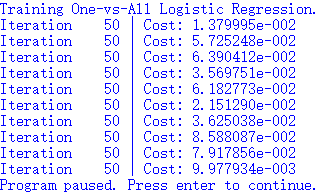 Training One-vs-All Logistic Regression.
Iteration    50 | Cost: 1.379995e-002
Iteration    50 | Cost: 5.725248e-002
Iteration    50 | Cost: 6.390412e-002
Iteration    50 | Cost: 3.569751e-002
Iteration    50 | Cost: 6.182773e-002
Iteration    50 | Cost: 2.151290e-002
Iteration    50 | Cost: 3.625038e-002
Iteration    50 | Cost: 8.588087e-002
Iteration    50 | Cost: 7.917856e-002
Iteration    50 | Cost: 9.977934e-003
Program paused. Press enter to continue.